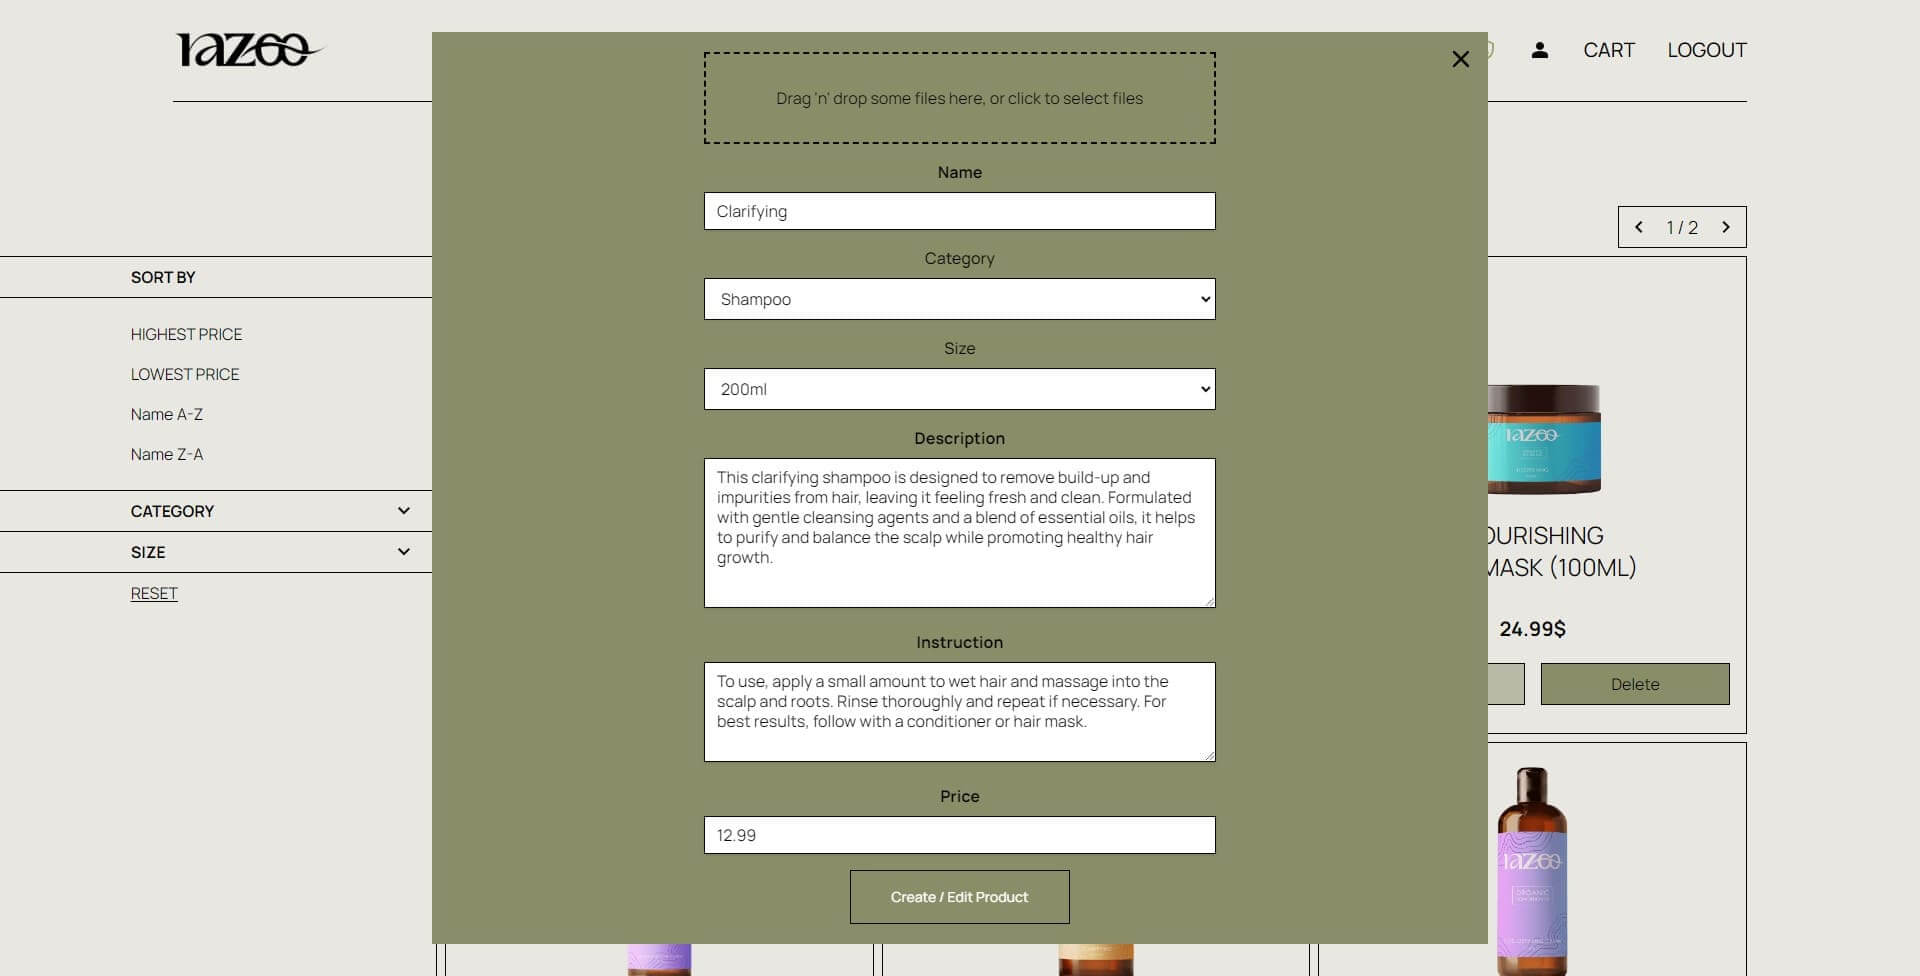 razoo
CART
LOGOUT
Drag 'n' drop some files here, or click to select files
Name
Clarifying
Category
Shampoo
Size
200ml
Description
This clarifying shampoo is designed to remove build-up and
impurities from hair, leaving it feeling fresh and clean. Formulated
with gentle cleansing agents and a blend of essential oils, it helps
to purify and balance the scalp while promoting healthy hair
growth.
Instruction
To use, apply a small amount to wet hair and massage into the
scalp and roots. Rinse thoroughly and repeat if necessary. For
best results, follow with a conditioner or hair mask.
Price
12.99
Create / Edit Product
SORT BY
HIGHEST PRICE
LOWEST PRICE
Name A-Z
Name Z-A
CATEGORY
SIZE
RESET
1 / 2
razoo
OURISHING
MASK (100ML)
24.99$
Delete
razoo
ORGANIC